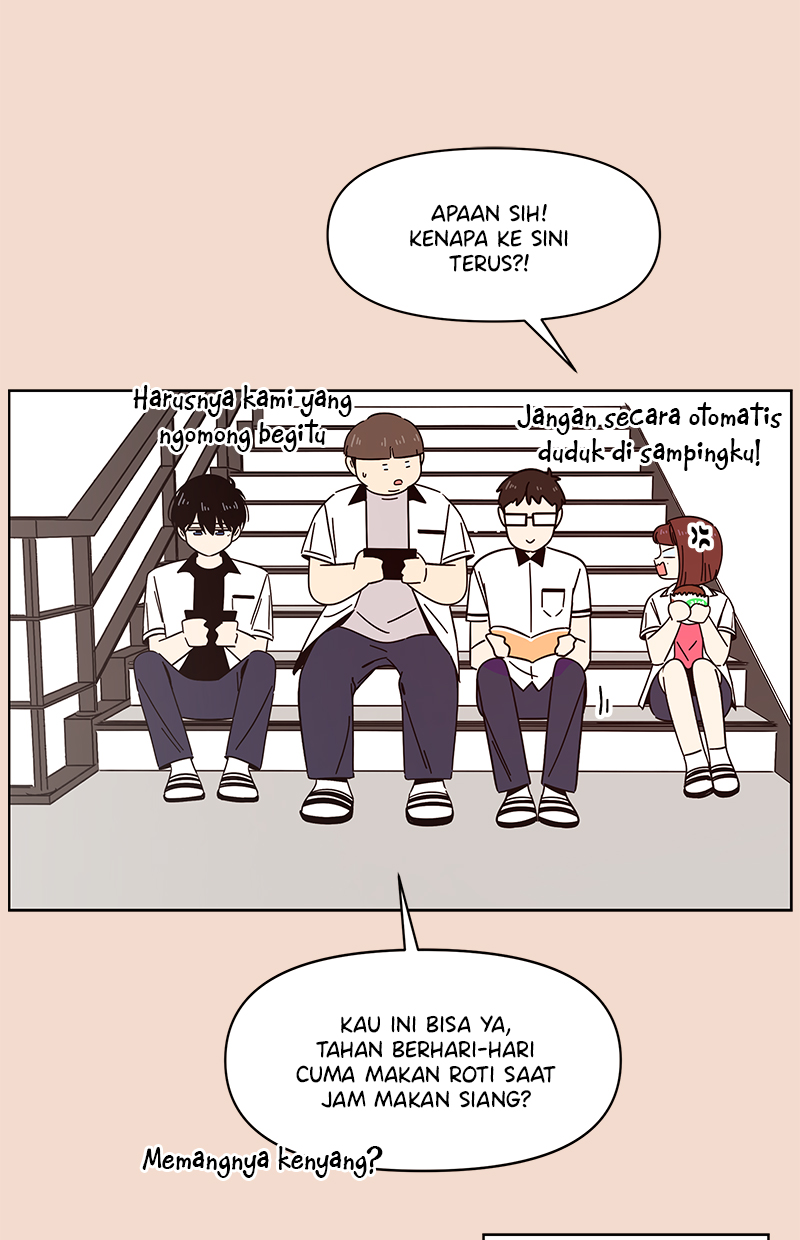 APAAN SIH!
KENAPA KE SINI
TERUS?!
Harusnya kami yang
ngomong begitu
Jangan secara otomatis
duduk di sampingku!
KAU INI BISA YA,
TAHAN BERHARI-HARI
CUMA MAKAN ROTI SAAT
JAM MAKAN SIANG?
Memangnya kenyang?